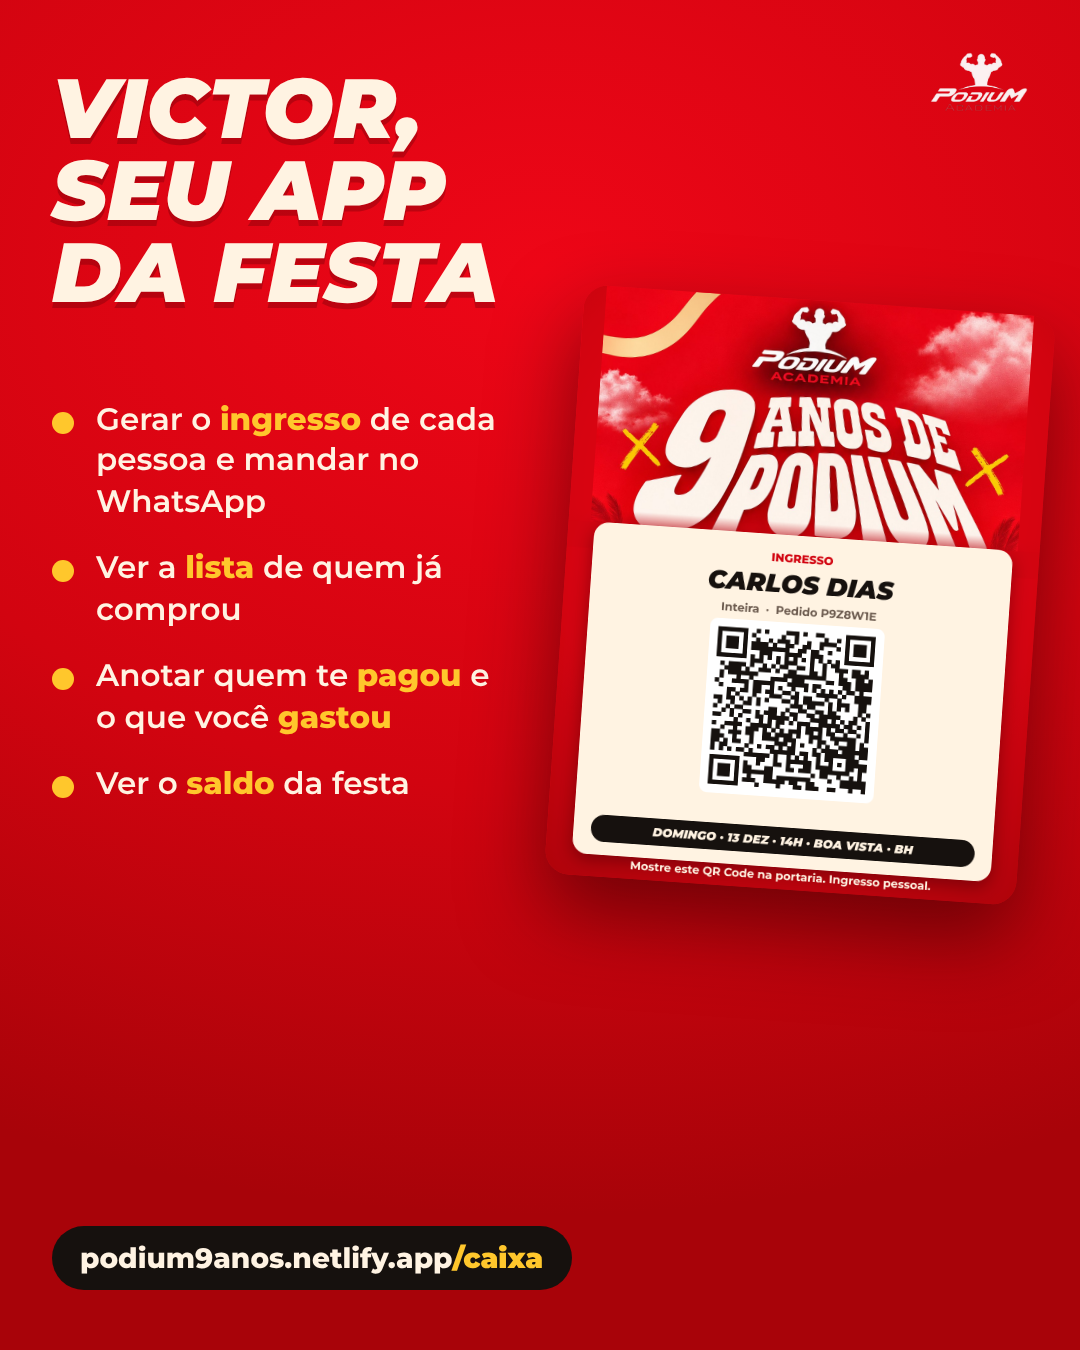 VICTOR,
SEU APP
DA FESTA
PODIUM
ACADEMIA
Gerar o ingresso de cada
pessoa e mandar no
WhatsApp
Ver a lista de quem já
comprou
Anotar quem te pagou e
o que você gastou
Ver o saldo da festa
PODIUM
ACADEMIA
9 ANOS DE
PODIUM
INGRESSO
CARLOS DIAS
Inteira · Pedido P9Z8W1E
DOMINGO · 13 DEZ · 14H · BOA VISTA · BH
Mostre este QR Code na portaria. Ingresso pessoal.
podium9anos.netlify.app/caixa